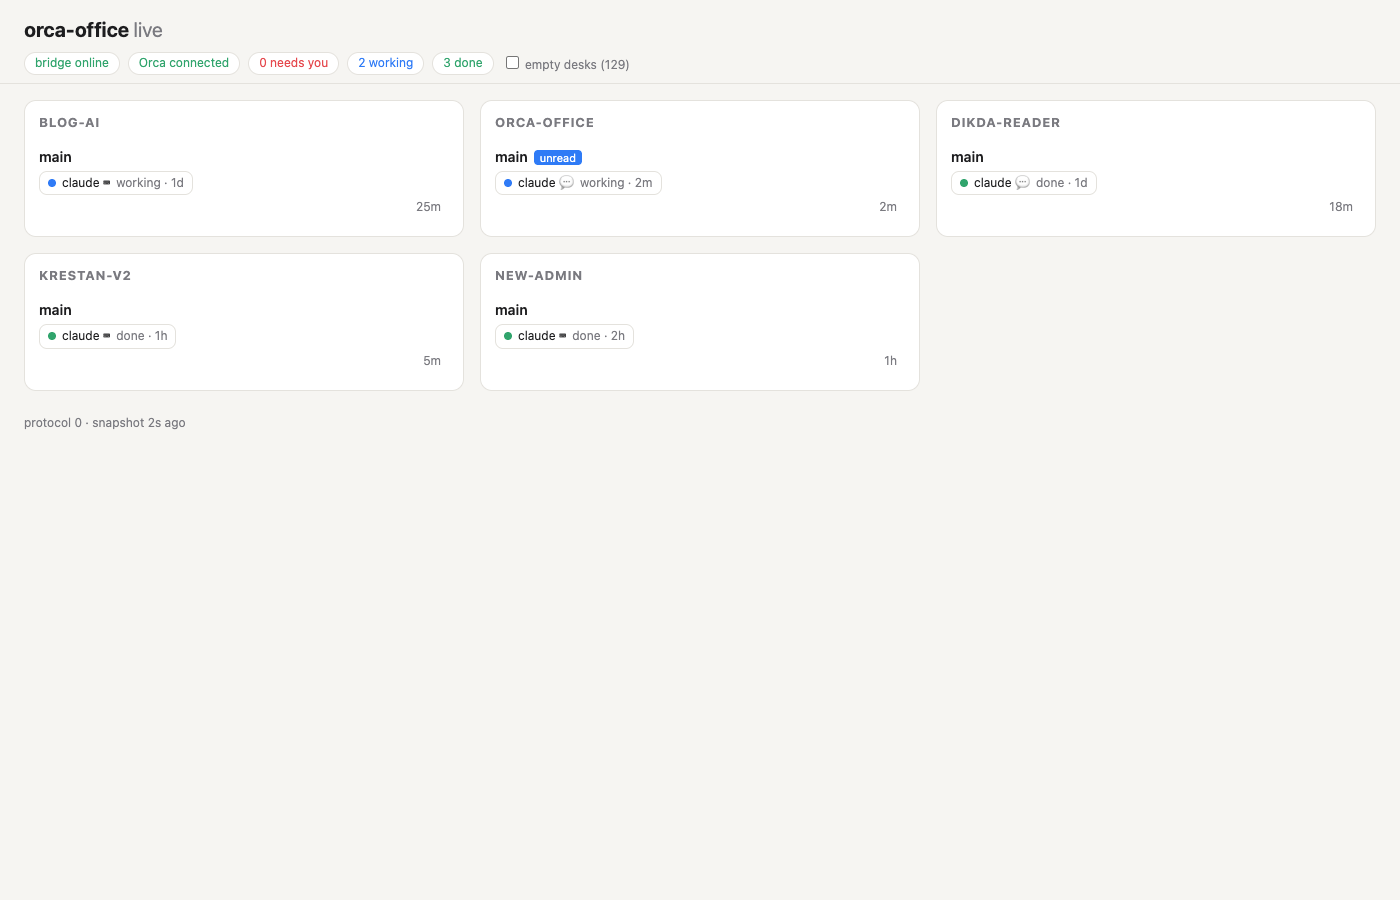 orca-office live
bridge online Orca connected 0 needs you 2 working 3 done empty desks (129)
BLOG-AI
main
claude working · 1d
25m
ORCA-OFFICE
main unread
claude 💬 working · 2m
2m
DIKDA-READER
main
claude 💬 done · 1d
18m
KRESTAN-V2
main
claude done · 1h
5m
NEW-ADMIN
main
claude done · 2h
1h
protocol 0 · snapshot 2s ago